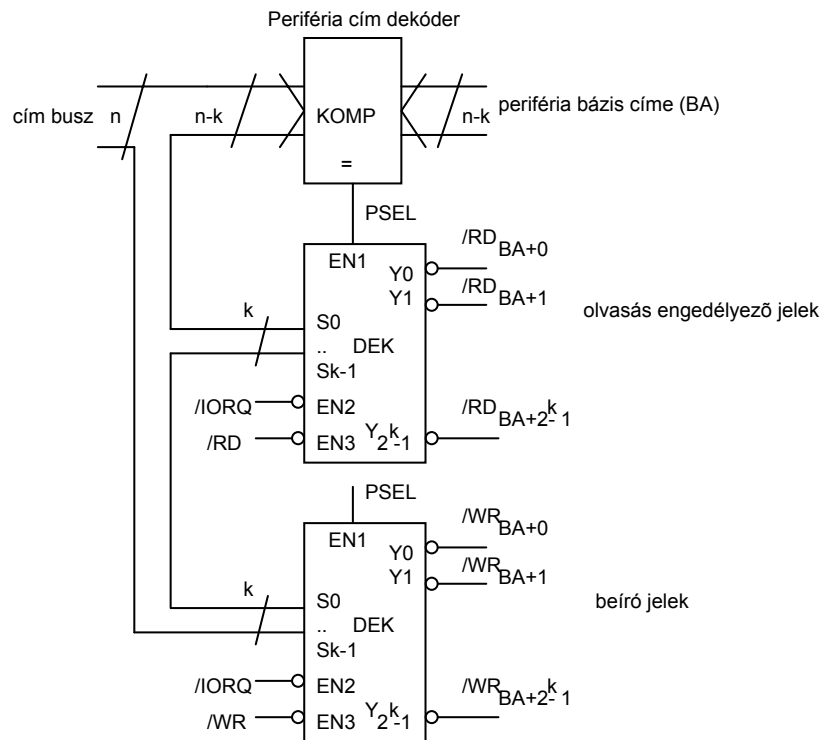 Periféria cím dekóder
cím busz
n
n-k
KOMP
=
n-k
periféria bázis címe (BA)
PSEL
EN1
Y0
/RD BA+0
Y1
/RD BA+1
olvasás engedélyezõ jelek
k
S0
.. DEK
Sk-1
/IORQ
EN2
/RD
EN3
Y2k-1
/RD BA+2k-1
PSEL
EN1
Y0
/WR BA+0
Y1
/WR BA+1
beíró jelek
k
S0
.. DEK
Sk-1
/IORQ
EN2
/WR
EN3
Y2k-1
/WR BA+2k-1